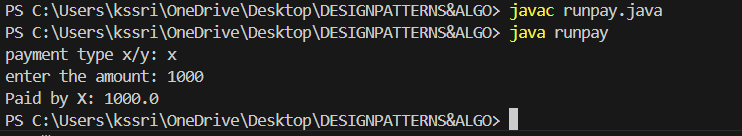 PS C:\Users\kssri\OneDrive\Desktop\DESIGNPATTERNS&ALGO> javac runpay.java
PS C:\Users\kssri\OneDrive\Desktop\DESIGNPATTERNS&ALGO> java runpay
payment type x/y: x
enter the amount: 1000
Paid by X: 1000.0
PS C:\Users\kssri\OneDrive\Desktop\DESIGNPATTERNS&ALGO>